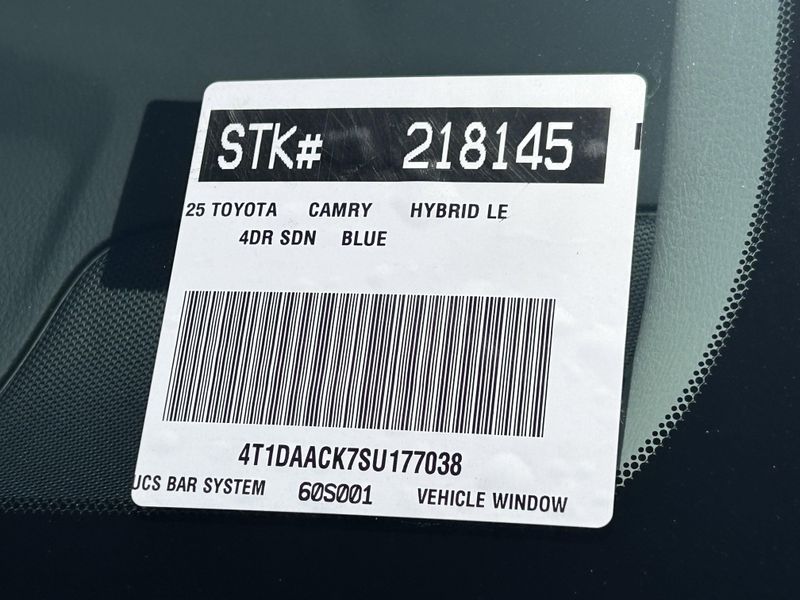 STK# 218145
25 TOYOTA CAMRY HYBRID LE
4DR SDN BLUE
4T1DAACK7SU177038
UCS BAR SYSTEM 60S001 VEHICLE WINDOW